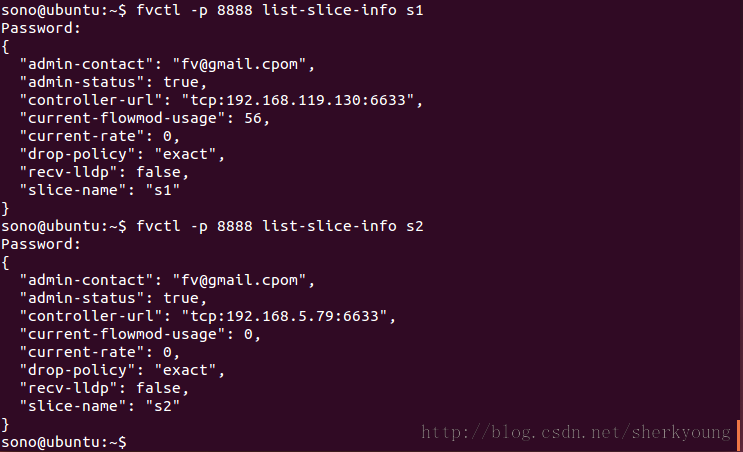 sono@ubuntu:~$ fvctl -p 8888 list-slice-info s1
Password:
{
  "admin-contact": "fv@gmail.cpom",
  "admin-status": true,
  "controller-url": "tcp:192.168.119.130:6633",
  "current-flowmod-usage": 56,
  "current-rate": 0,
  "drop-policy": "exact",
  "recv-lldp": false,
  "slice-name": "s1"
}
sono@ubuntu:~$ fvctl -p 8888 list-slice-info s2
Password:
{
  "admin-contact": "fv@gmail.cpom",
  "admin-status": true,
  "controller-url": "tcp:192.168.5.79:6633",
  "current-flowmod-usage": 0,
  "current-rate": 0,
  "drop-policy": "exact",
  "recv-lldp": false,
  "slice-name": "s2"
}
sono@ubuntu:~$
http://blog.csdn.net/sherkyoung